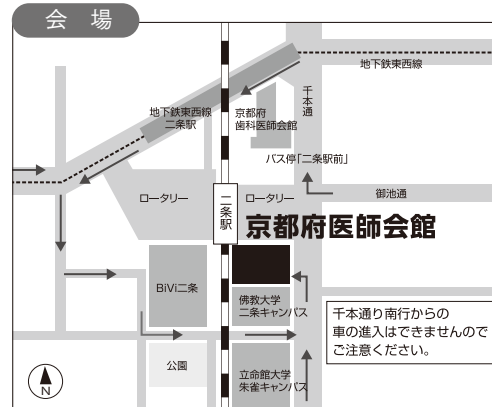 会場
地下鉄東西線
千本通
地下鉄東西線
二条駅
京都府
歯科医師会館
バス停「二条駅前」
ロータリー
二条駅
ロータリー
御池通
京都府医師会館
BiVi二条
佛教大学
二条キャンパス
千本通り南行からの
車の進入はできませんので
ご注意ください。
公園
立命館大学
朱雀キャンパス
N